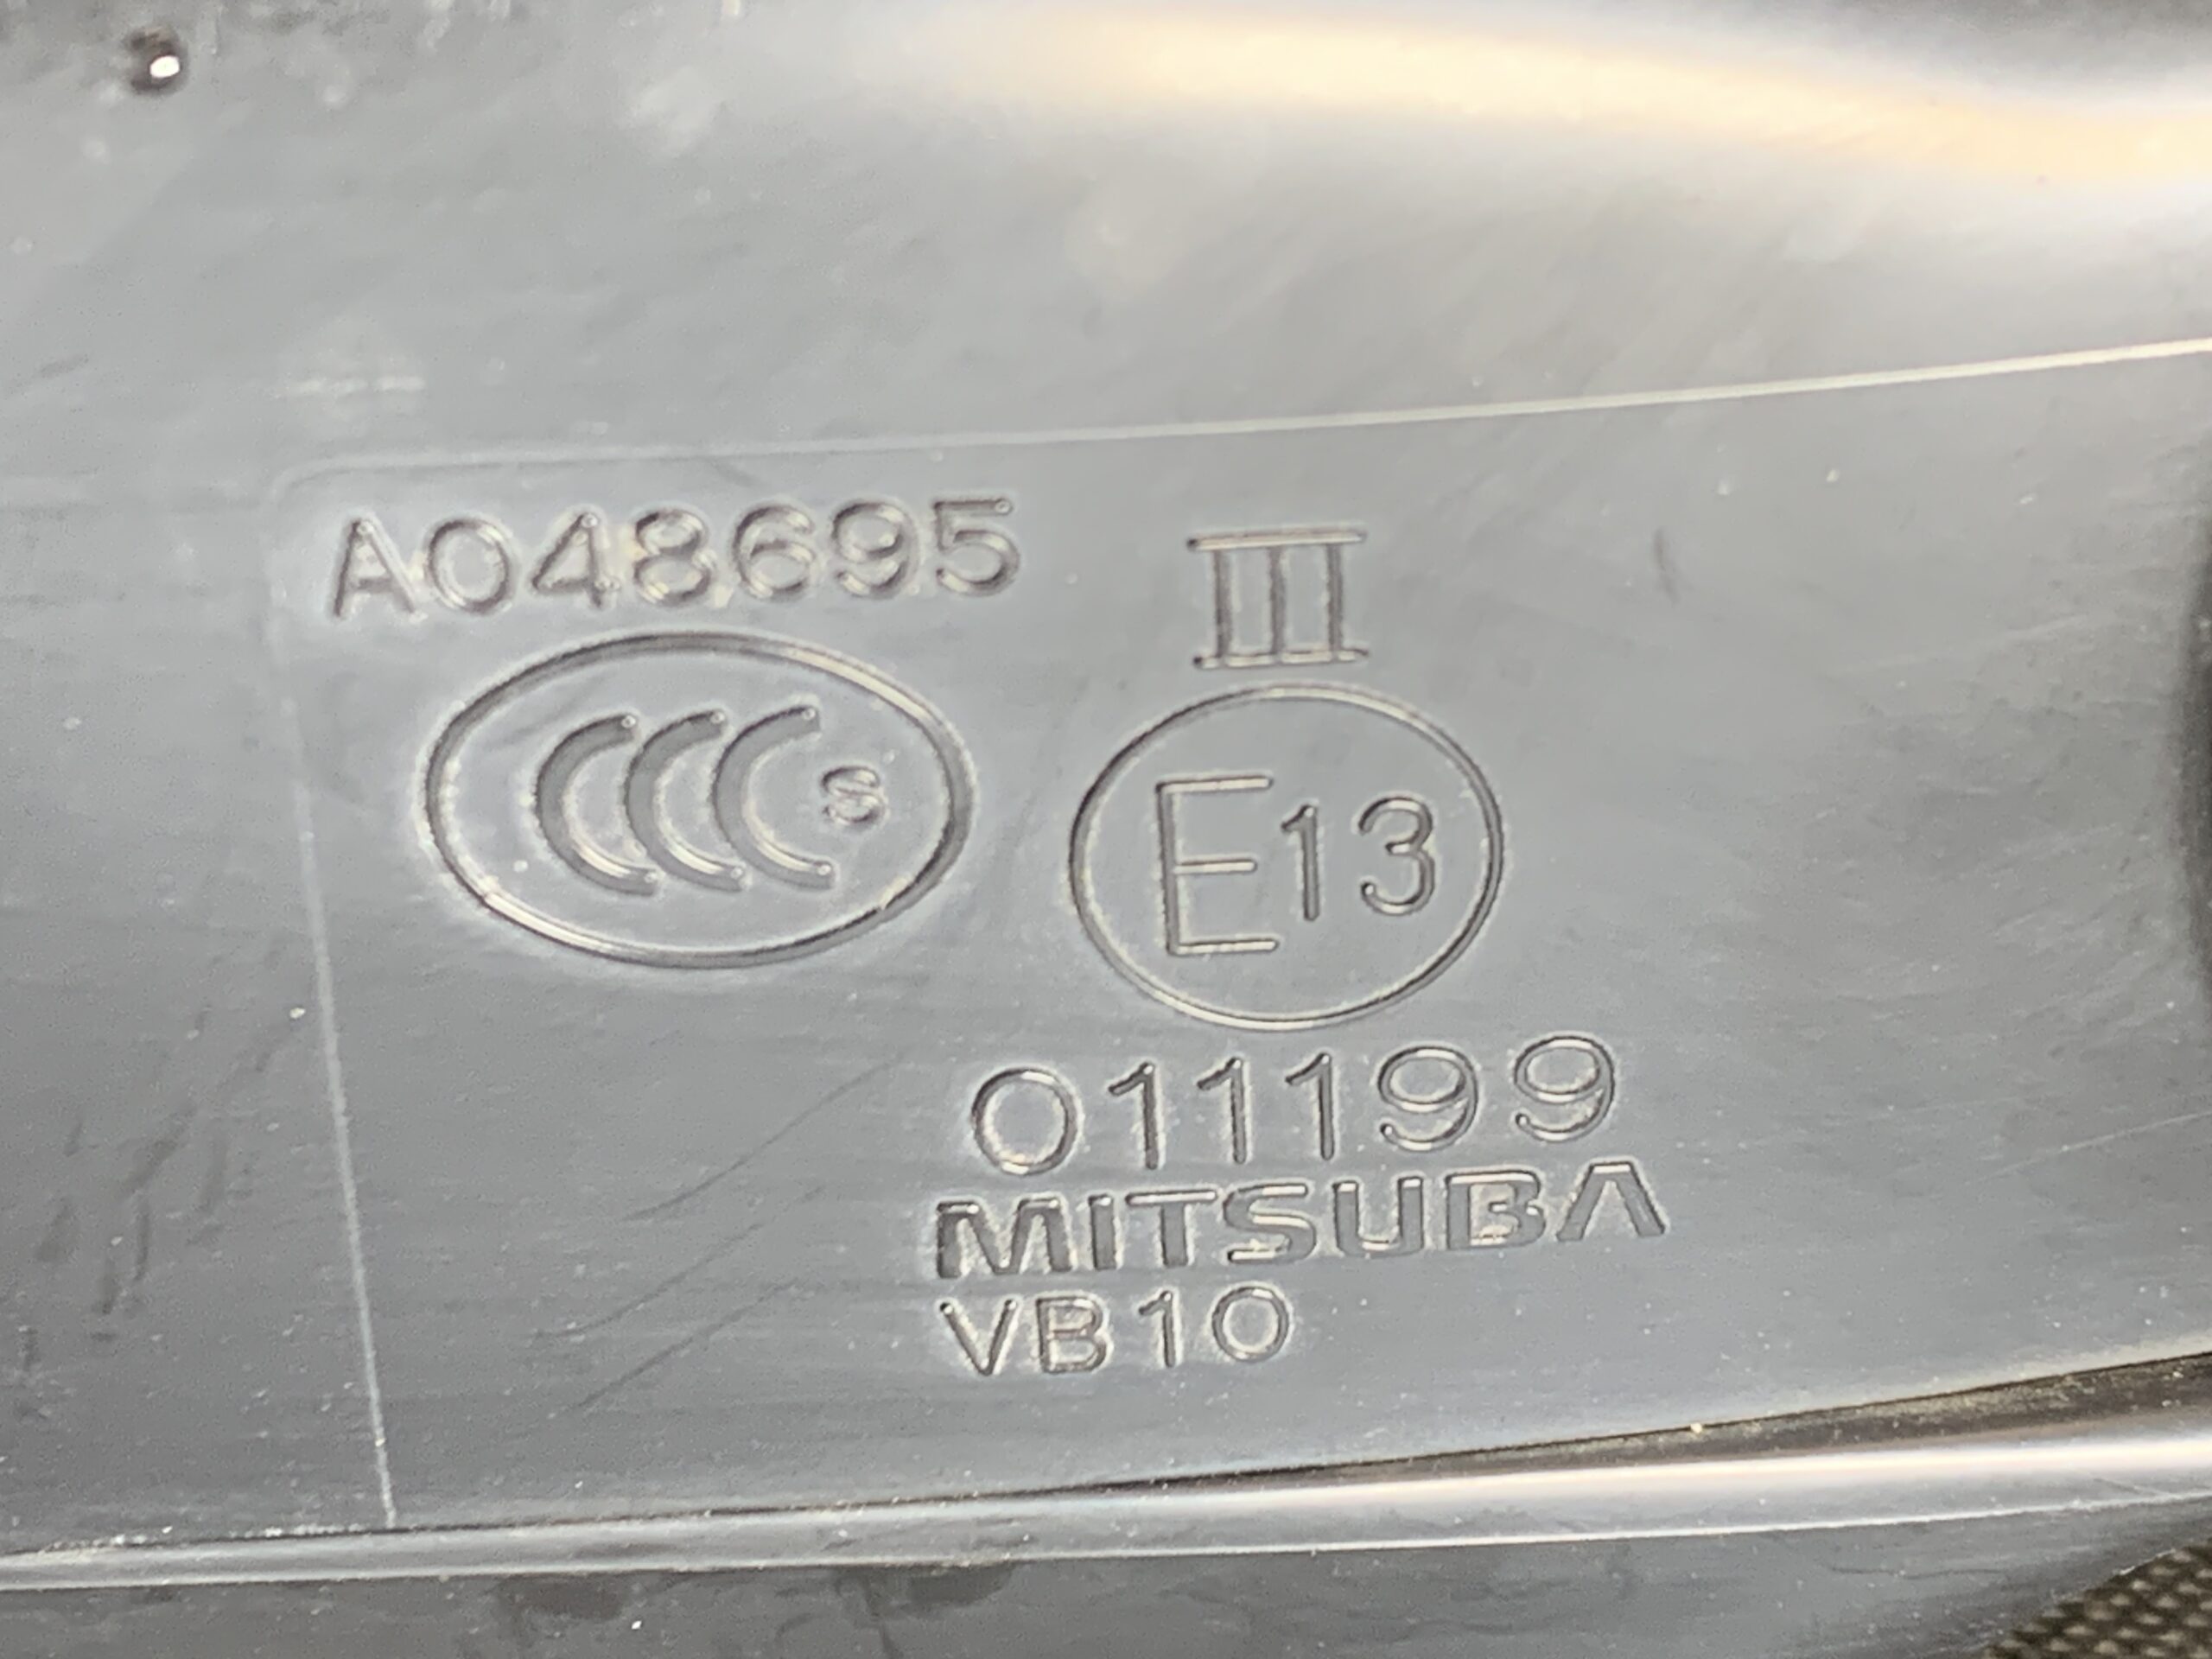 A048695
CCC S
III
E13
011199
MITSUBA
VB10